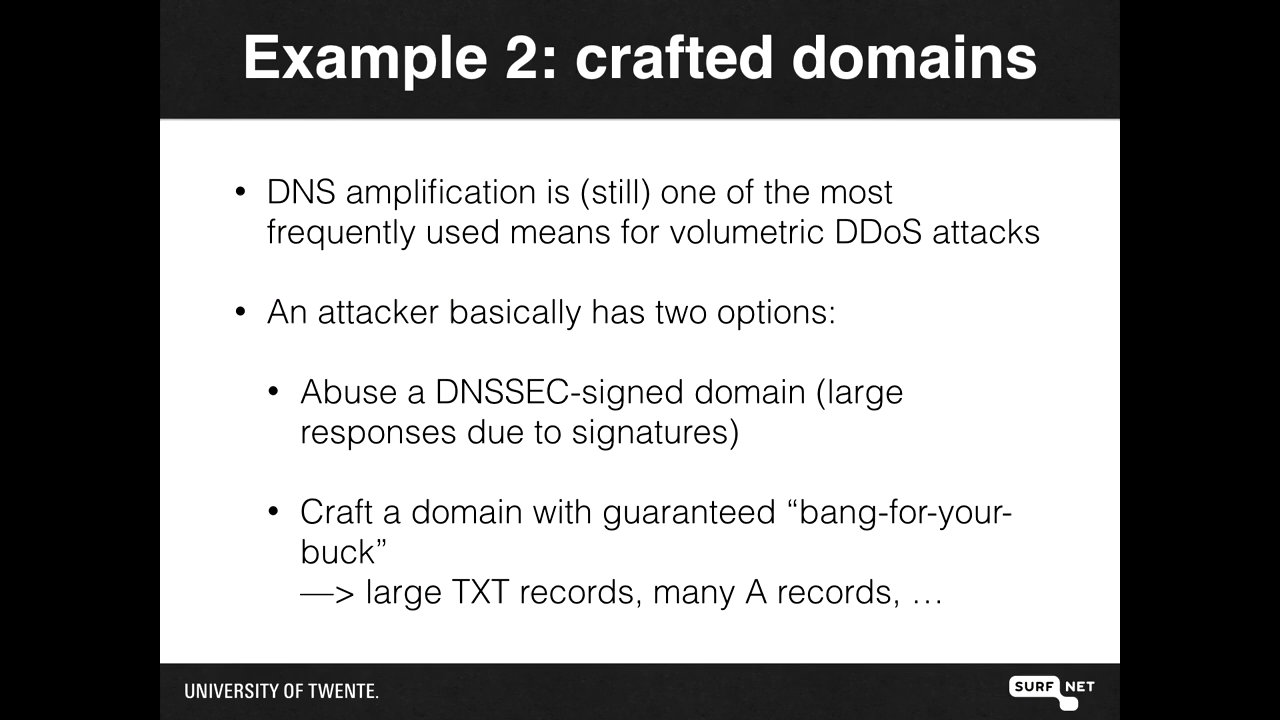 Example 2: crafted domains
• DNS amplification is (still) one of the most
frequently used means for volumetric DDoS attacks
• An attacker basically has two options:
• Abuse a DNSSEC-signed domain (large
responses due to signatures)
• Craft a domain with guaranteed “bang-for-your-
buck”
—> large TXT records, many A records, …
UNIVERSITY OF TWENTE.
SURF NET